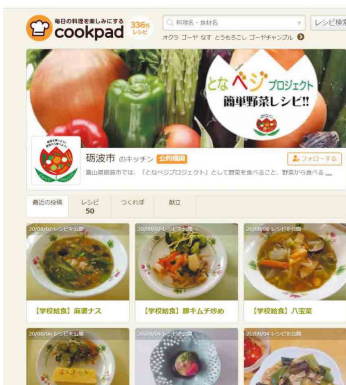 毎日の料理を楽しみにする
cookpad
336万
レシピ
料理名・食材名
レシピ検索
オクラ ゴーヤ なす とうもろこし ゴーヤチャンプル
となベジプロジェクト
簡単野菜レシピ!!
砺波市 のキッチン 公的機関
フォローする
富山県砺波市では、「となベジプロジェクト」として野菜を食べること、野菜から食べる
最近の投稿
レシピ
50
つくれぽ
献立
【学校給食】麻婆ナス
【学校給食】豚キムチ炒め
【学校給食】八宝菜